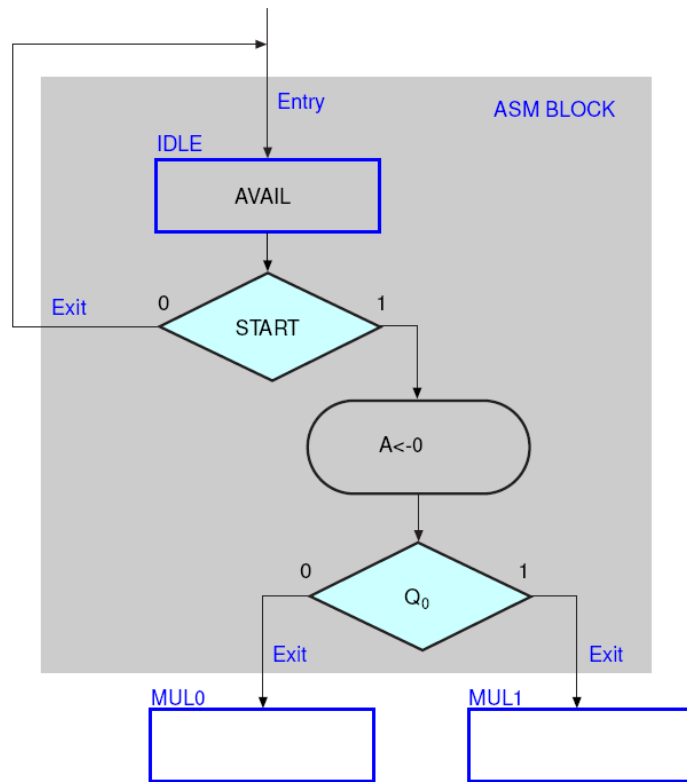 Entry
ASM BLOCK
IDLE
AVAIL
Exit
0
1
START
A<-0
0
1
Q₀
Exit
Exit
MUL0
MUL1